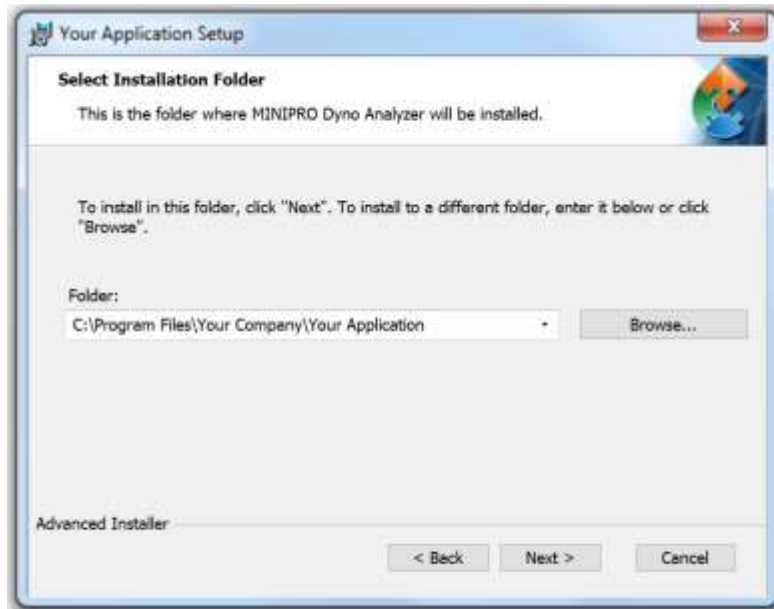 Your Application Setup
Select Installation Folder
This is the folder where MINIPRO Dyno Analyzer will be installed.
To install in this folder, click "Next". To install to a different folder, enter it below or click
"Browse".
Folder:
C:\Program Files\Your Company\Your Application
Browse...
Advanced Installer
< Back
Next >
Cancel